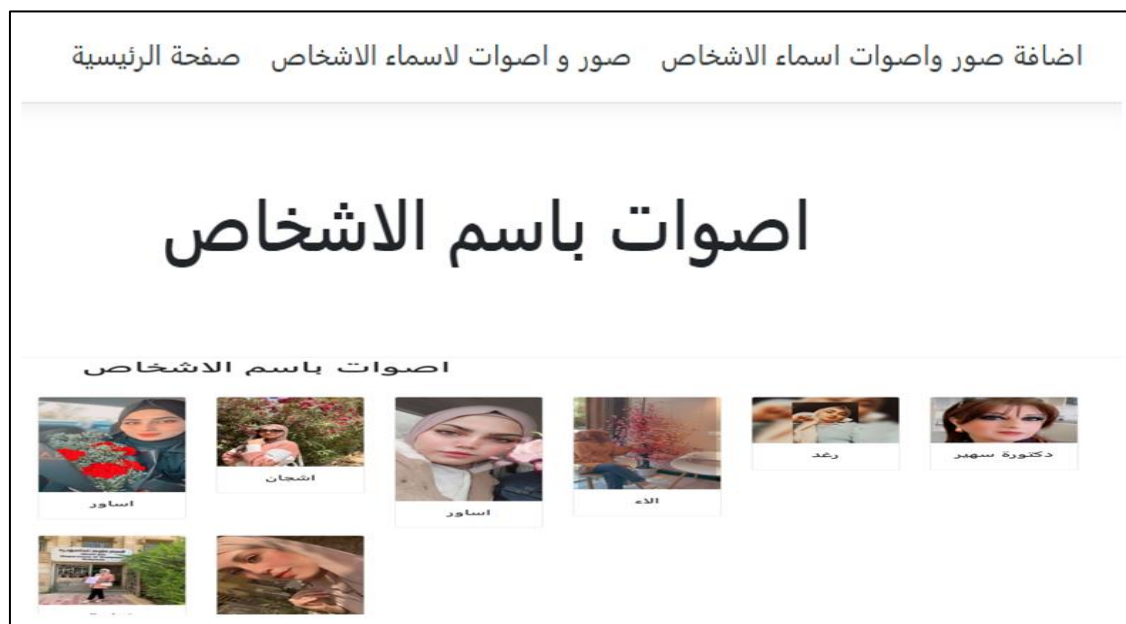 اضافة صور واصوات اسماء الاشخاص صور و اصوات لاسماء الاشخاص صفحة الرئيسية
اصوات باسم الاشخاص
اصوات باسم الاشخاص
دكتورة سهير
رغد
الاء
اساور
اشجان
اساور